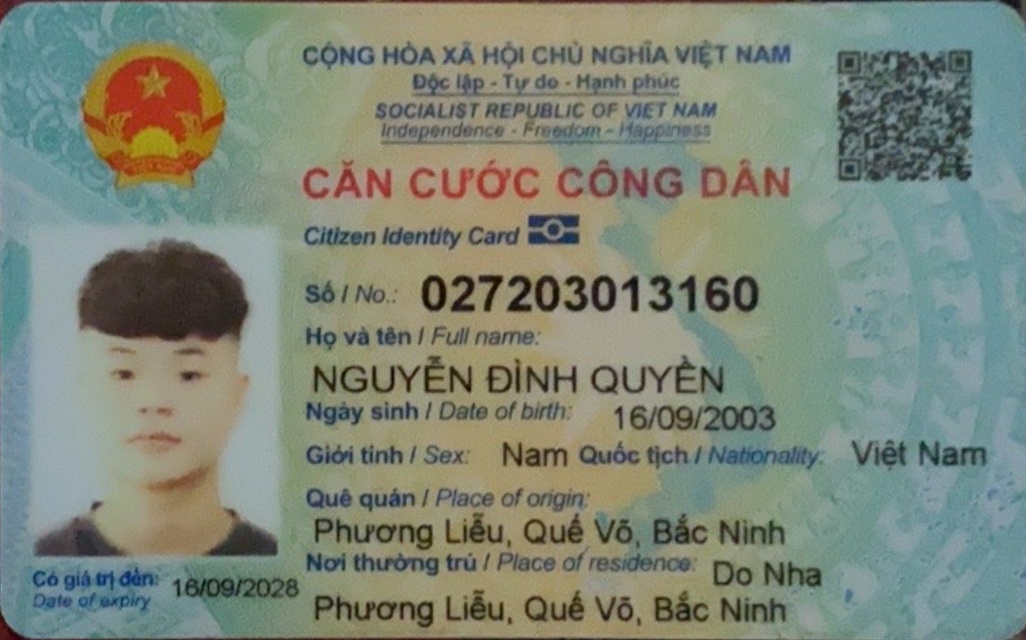 CỘNG HÒA XÃ HỘI CHỦ NGHĨA VIỆT NAM
Độc lập - Tự do - Hạnh phúc
SOCIALIST REPUBLIC OF VIET NAM
Independence - Freedom - Happiness
CĂN CƯỚC CÔNG DÂN
Citizen Identity Card
Số / No.: 027203013160
Họ và tên / Full name:
NGUYỄN ĐÌNH QUYỀN
Ngày sinh / Date of birth: 16/09/2003
Giới tính / Sex: Nam Quốc tịch / Nationality: Việt Nam
Quê quán / Place of origin:
Phương Liễu, Quế Võ, Bắc Ninh
Nơi thường trú / Place of residence: Do Nha
Phương Liễu, Quế Võ, Bắc Ninh
Có giá trị đến: 16/09/2028
Date of expiry